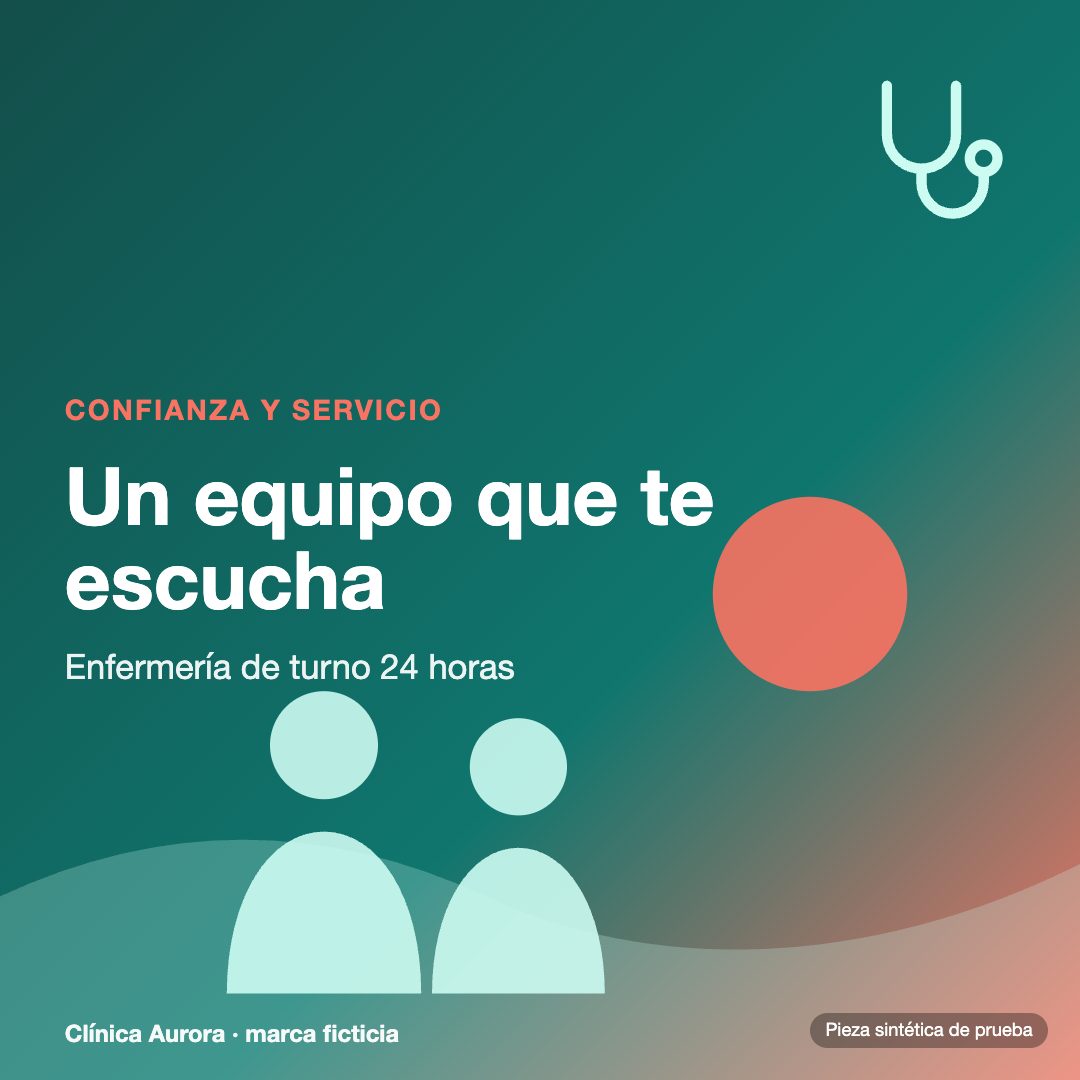 CONFIANZA Y SERVICIO
Un equipo que te
escucha
Enfermería de turno 24 horas
Clínica Aurora · marca ficticia
Pieza sintética de prueba